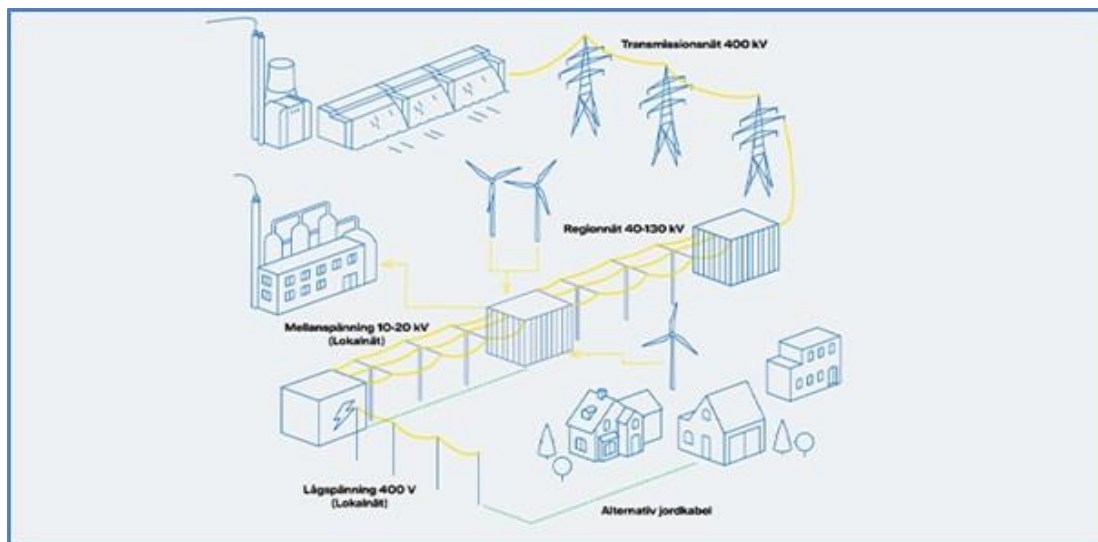 Transmissionsnät 400 kV
Regionnät 40-130 kV
Mellanspänning 10-20 kV
(Lokalnät)
Lågspänning 400 V
(Lokalnät)
Alternativ jordkabel